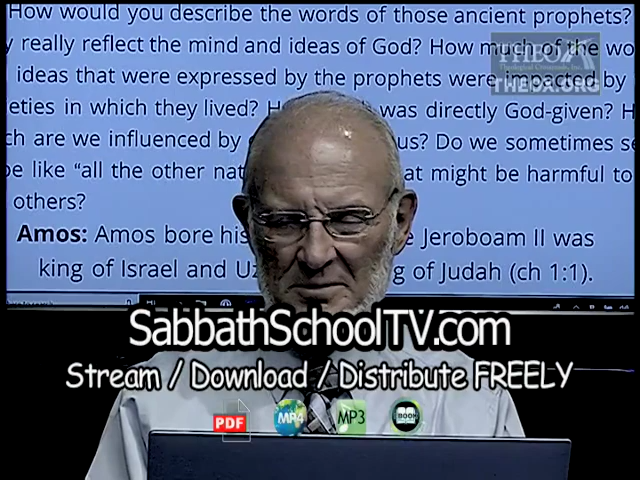 How would you describe the words of those ancient prophets?
y really reflect the mind and ideas of God? How much of the wo
THEOX
THEOX.ORG
ideas that were expressed by the prophets were impacted by
eties in which they lived? H was directly God-given? H
ch are we influenced by us? Do we sometimes se
be like "all the other nat at might be harmful to
others?
Amos: Amos bore his e Jeroboam II was
king of Israel and Uz g of Judah (ch 1:1).
SabbathSchoolTV.com
Stream / Download / Distribute FREELY
PDF
MP4
MP3
BOOK